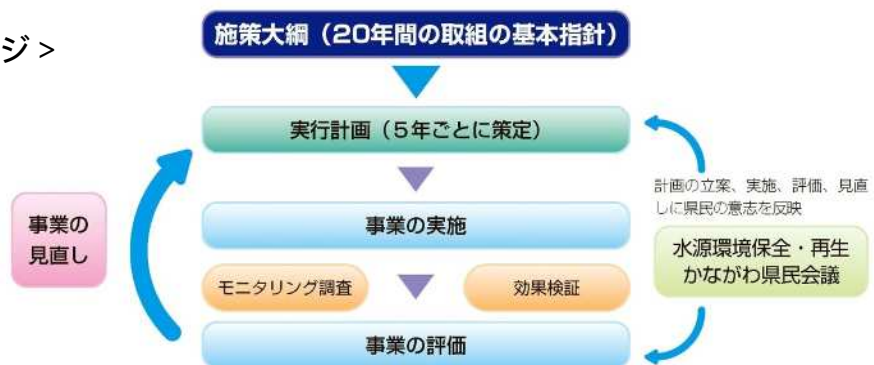 ジ >
施策大綱（20年間の取組の基本指針）
実行計画（５年ごとに策定）
計画の立案、実施、評価、見直
しに県民の意志を反映
事業の
見直し
事業の実施
水源環境保全・再生
かながわ県民会議
モニタリング調査
効果検証
事業の評価